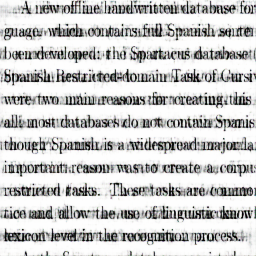 A new offline handwritten database for
guage, which contains full Spanish sente
been developed: the Spartacus database (
Spanish Restricted-domain Task of Cursiv
were two main reasons for creating this
all, most databases do not contain Spanis
though Spanish is a widespread major la
important reason was to create a corpus
restricted tasks. These tasks are common
tice and allow the use of linguistic know
lexicon level in the recognition process.